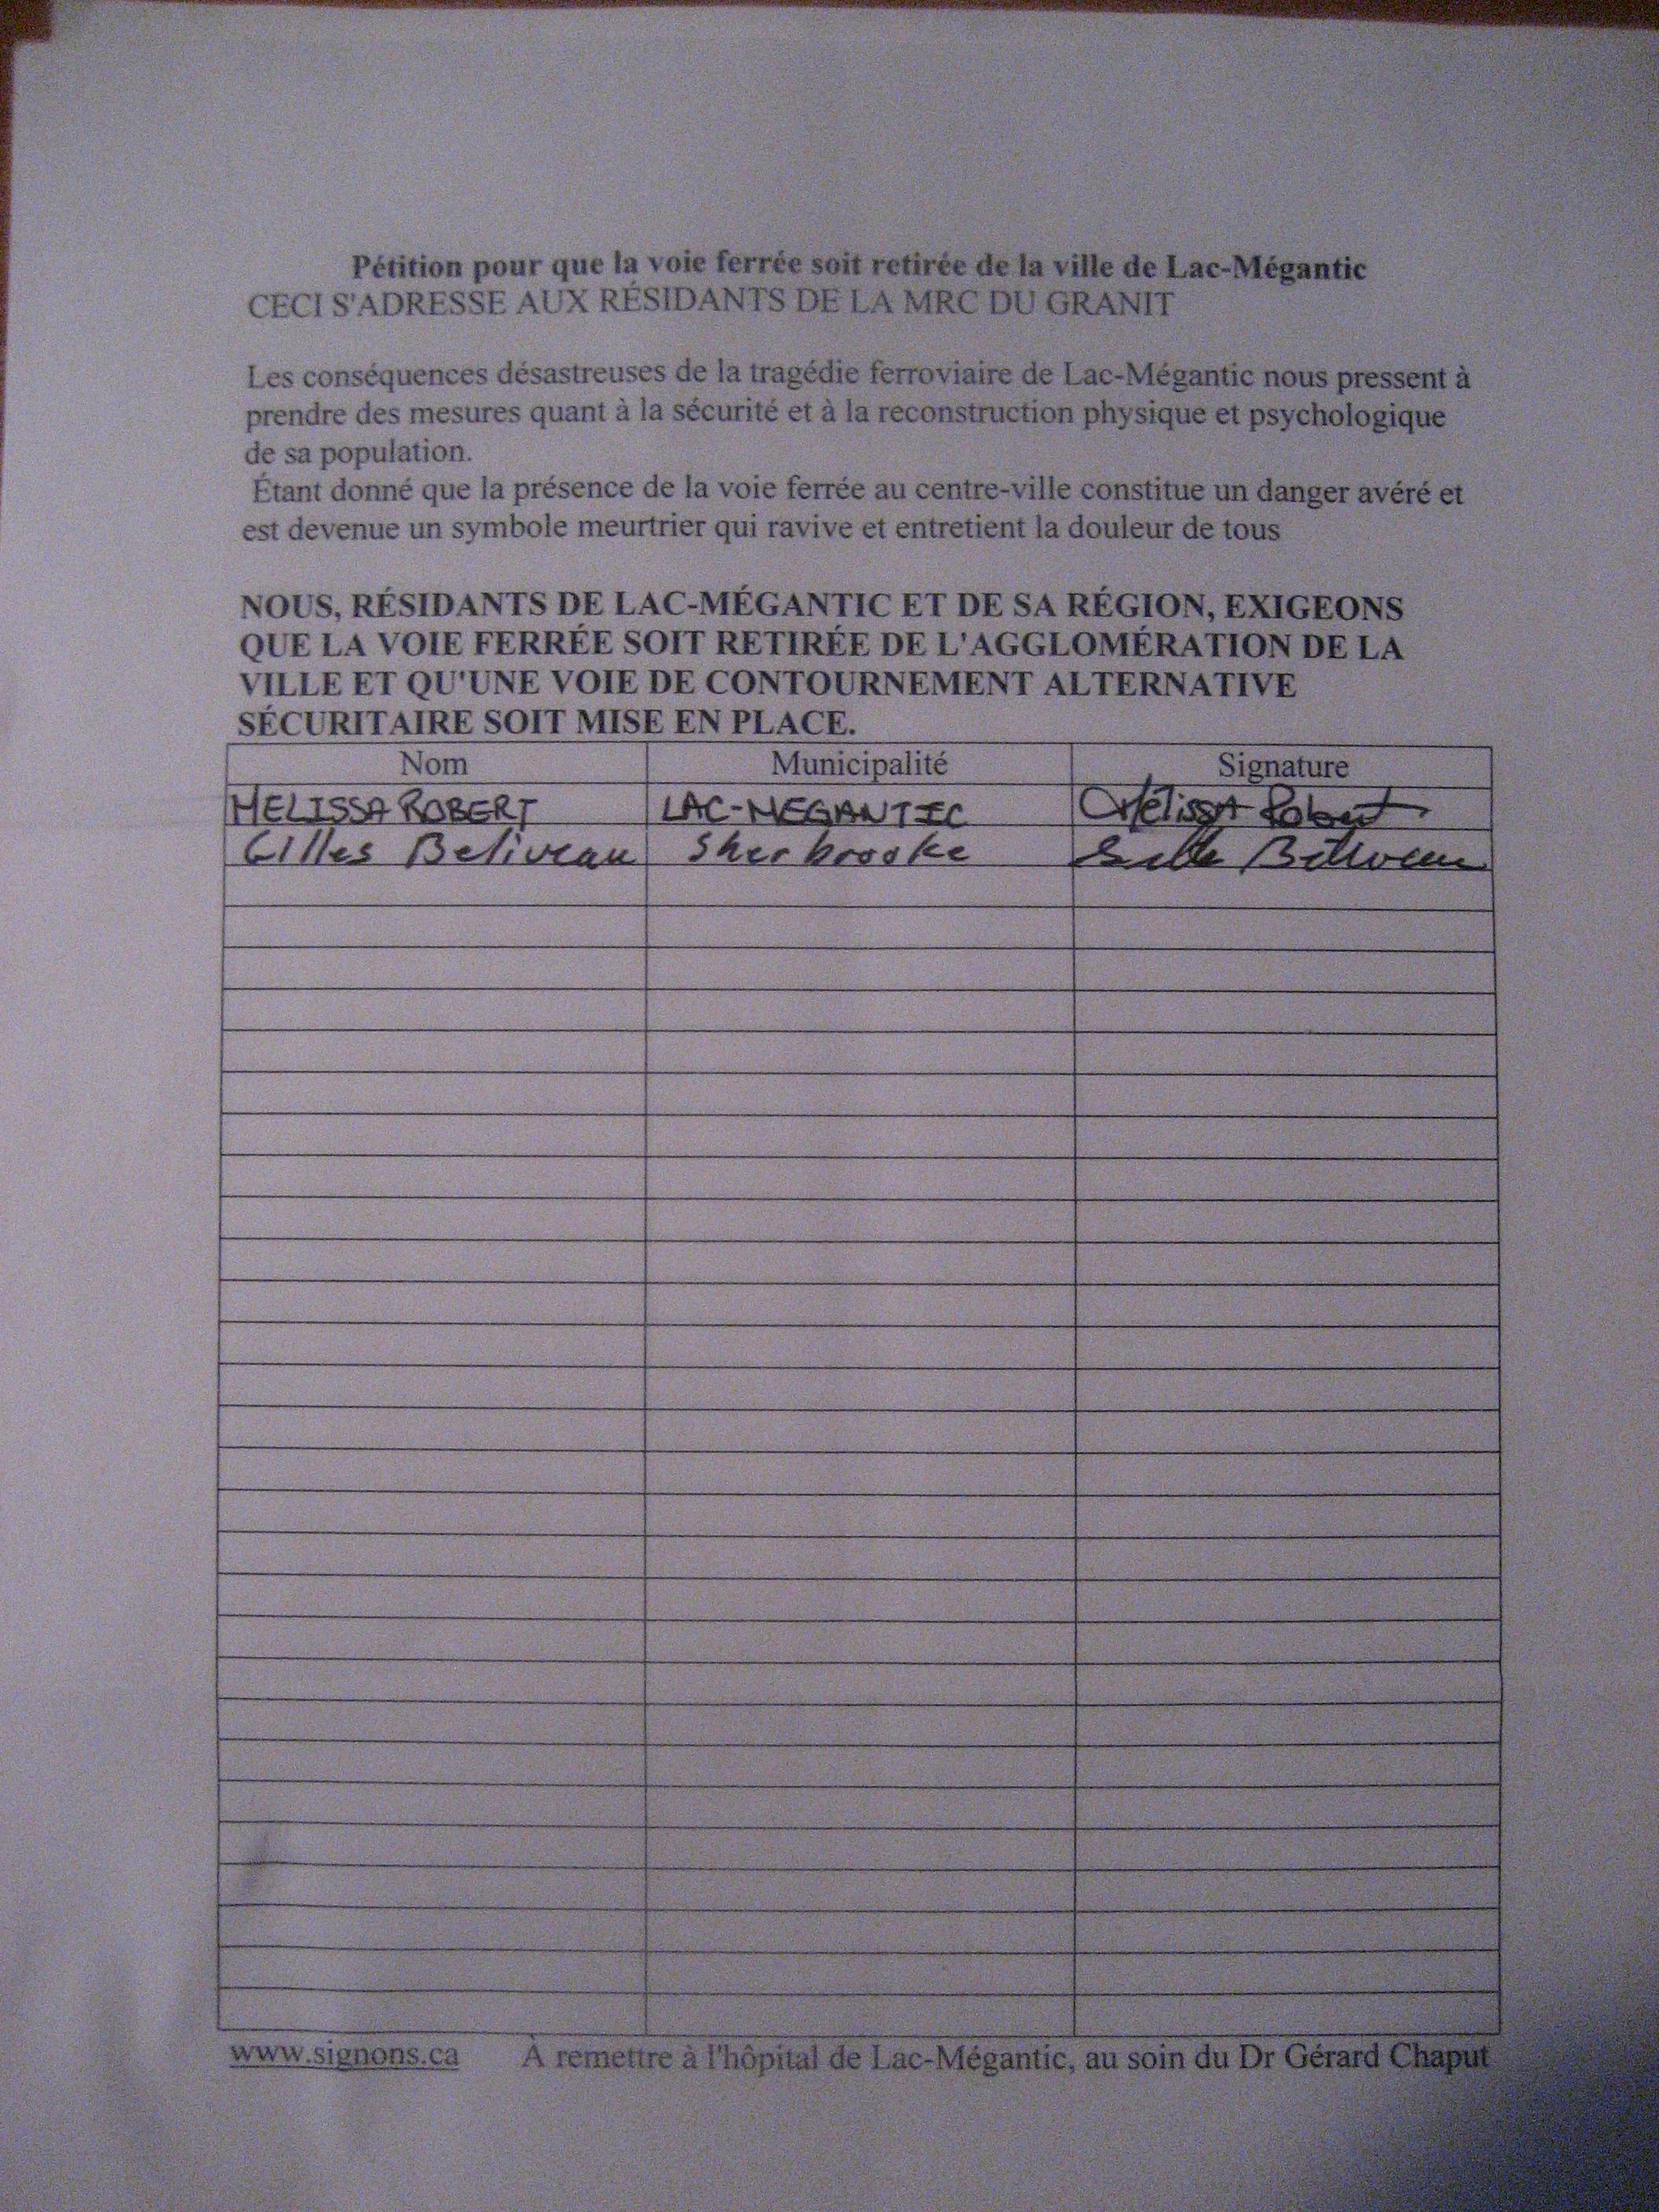 Pétition pour que la voie ferrée soit retirée de la ville de Lac-Mégantic
CECI S'ADRESSE AUX RÉSIDANTS DE LA MRC DU GRANIT
Les conséquences désastreuses de la tragédie ferroviaire de Lac-Mégantic nous pressent à
prendre des mesures quant à la sécurité et à la reconstruction physique et psychologique
de sa population.
Étant donné que la présence de la voie ferrée au centre-ville constitue un danger avéré et
est devenue un symbole meurtrier qui ravive et entretient la douleur de tous
NOUS, RÉSIDANTS DE LAC-MÉGANTIC ET DE SA RÉGION, EXIGEONS
QUE LA VOIE FERRÉE SOIT RETIRÉE DE L'AGGLOMÉRATION DE LA
VILLE ET QU'UNE VOIE DE CONTOURNEMENT ALTERNATIVE
SÉCURITAIRE SOIT MISE EN PLACE.
Nom Municipalité Signature
MELISSA ROBERT LAC-MEGANTIC Melissa Robert
Gilles Beliveau Sherbrooke Gilles Beliveau
www.signons.ca À remettre à l'hôpital de Lac-Mégantic, au soin du Dr Gérard Chaput